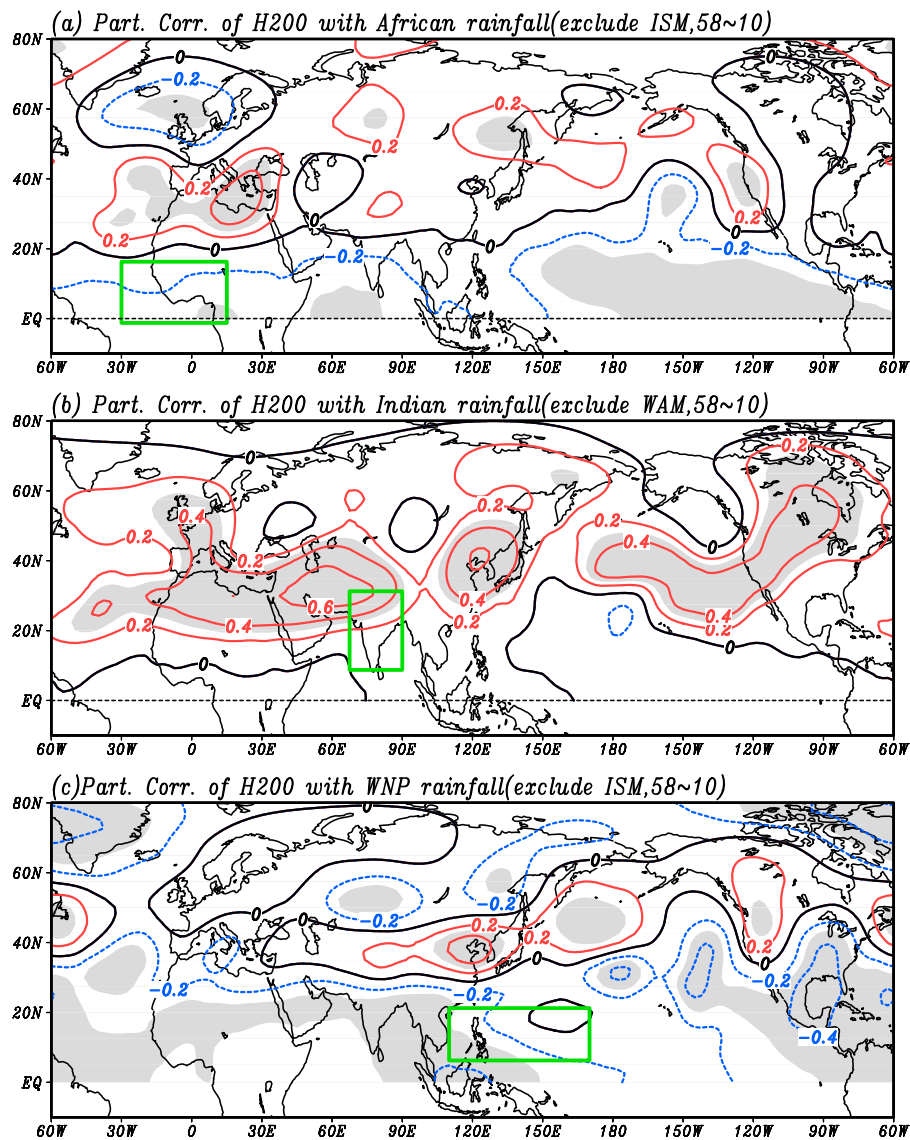 (a) Part. Corr. of H200 with African rainfall(exclude ISM,58~10)
80N
60N
40N
20N
EQ
0
-0.2
0.2
0.2
0.2
0
0.2
0
0.2
0
-0.2
0
0.2
0
-0.2
0
60W 30W 0 30E 60E 90E 120E 150E 180 150W 120W 90W 60W
(b) Part. Corr. of H200 with Indian rainfall(exclude WAM,58~10)
80N
60N
40N
20N
EQ
0
0.2
0.4
0.2
0.2
0.6
0.4
0.2
0
0.2
0.4
0.2
0.2
0.4
0
0.2
0
0.4
0.2
0
60W 30W 0 30E 60E 90E 120E 150E 180 150W 120W 90W 60W
(c)Part. Corr. of H200 with WNP rainfall(exclude ISM,58~10)
80N
60N
40N
20N
EQ
0
0
-0.2
0
-0.2
-0.2
0.2
0.2
0
-0.2
0
0.2
0
-0.2
-0.4
60W 30W 0 30E 60E 90E 120E 150E 180 150W 120W 90W 60W